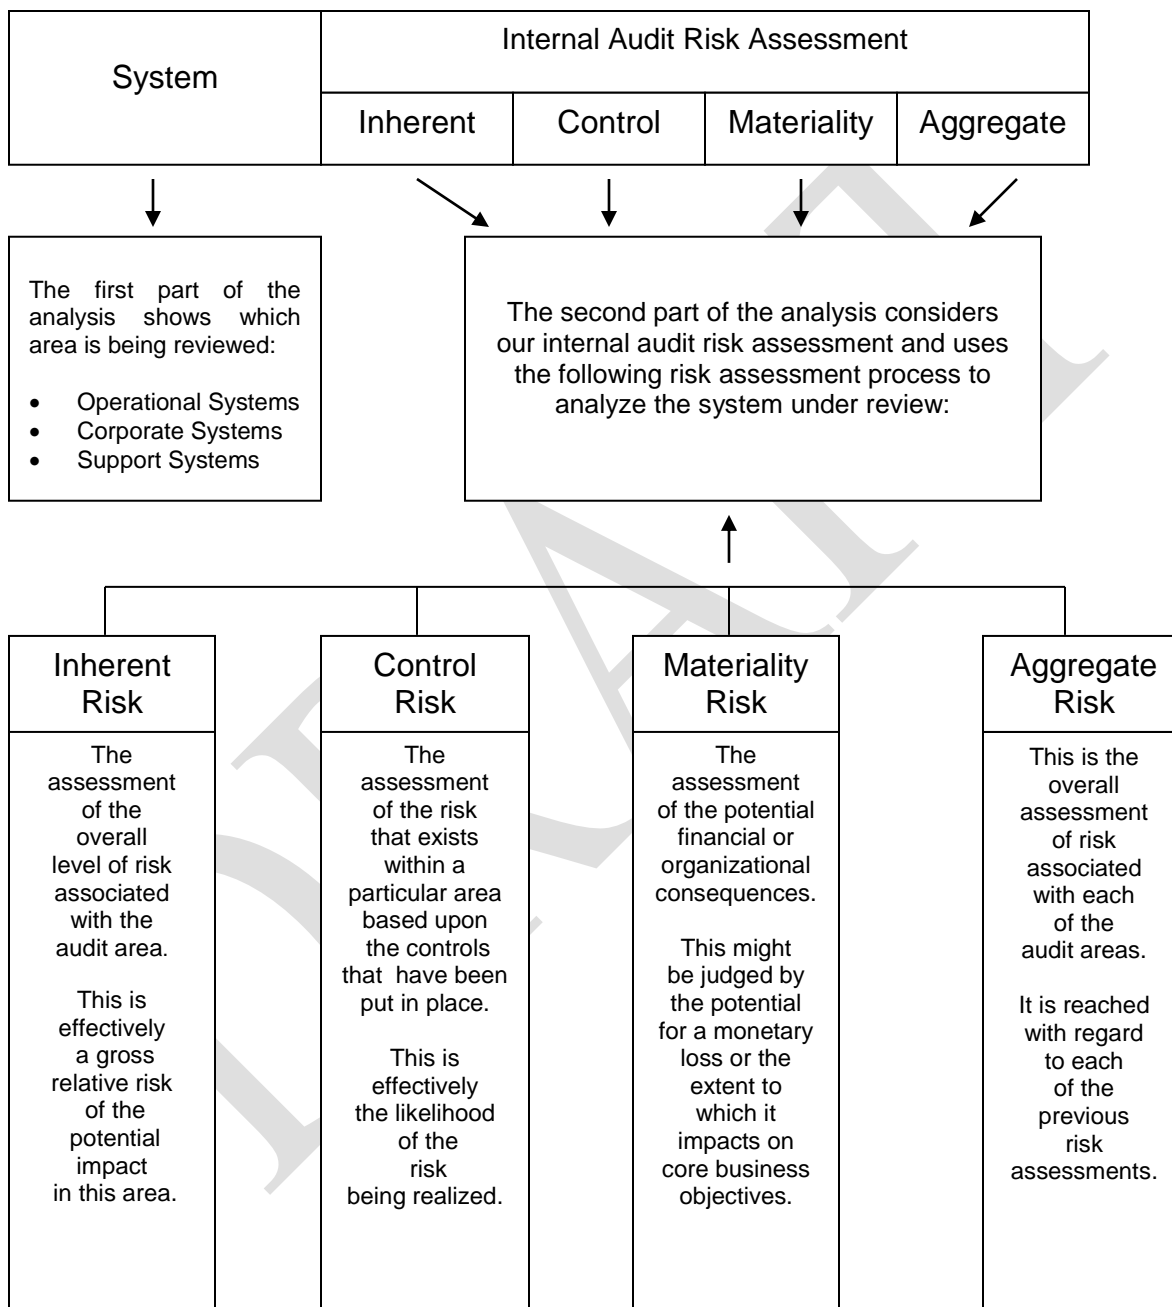 System
Internal Audit Risk Assessment
Inherent
Control
Materiality
Aggregate
The first part of the
analysis shows which
area is being reviewed:
• Operational Systems
• Corporate Systems
• Support Systems
The second part of the analysis considers
our internal audit risk assessment and uses
the following risk assessment process to
analyze the system under review:
Inherent
Risk
The
assessment
of the
overall
level of risk
associated
with the
audit area.
This is
effectively
a gross
relative risk
of the
potential
impact
in this area.
Control
Risk
The
assessment
of the risk
that exists
within a
particular area
based upon
the controls
that have been
put in place.
This is
effectively
the likelihood
of the
risk
being realized.
Materiality
Risk
The
assessment
of the potential
financial or
organizational
consequences.
This might
be judged by
the potential
for a monetary
loss or the
extent to
which it
impacts on
core business
objectives.
Aggregate
Risk
This is the
overall
assessment
of risk
associated
with each
of the
audit areas.
It is reached
with regard
to each
of the
previous
risk
assessments.
DRAFT